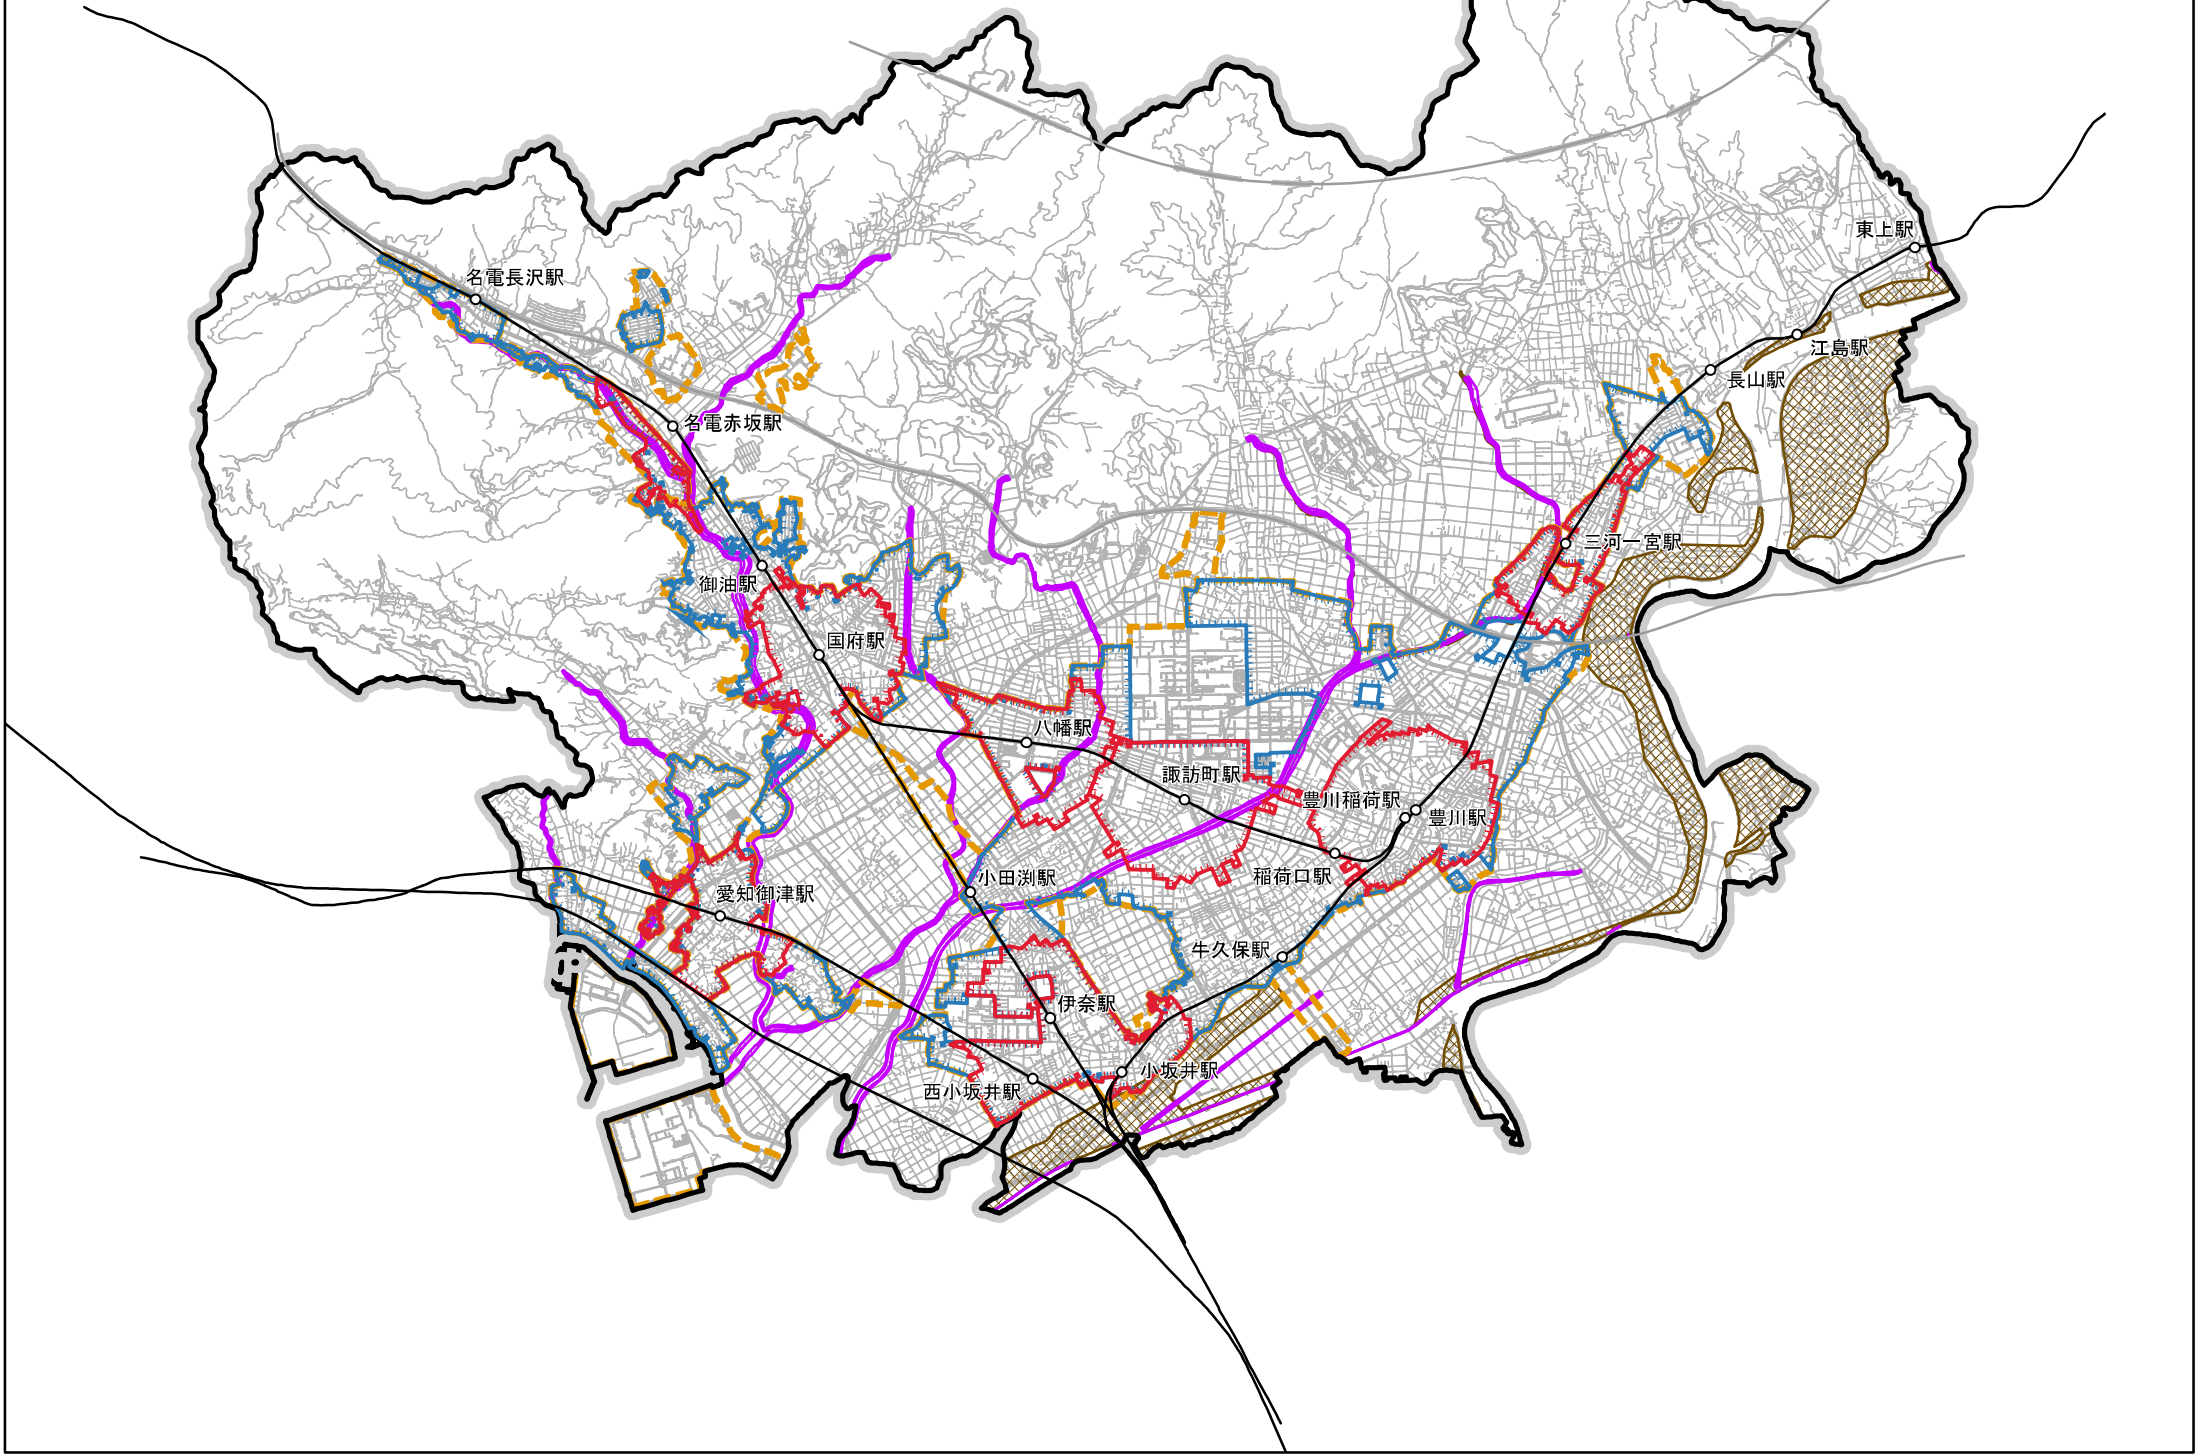 東上駅
名電長沢駅
江島駅
長山駅
名電赤坂駅
三河一宮駅
御油駅
国府駅
八幡駅
諏訪町駅
豊川稲荷駅
豊川駅
小田渕駅
稲荷口駅
愛知御津駅
牛久保駅
伊奈駅
小坂井駅
西小坂井駅